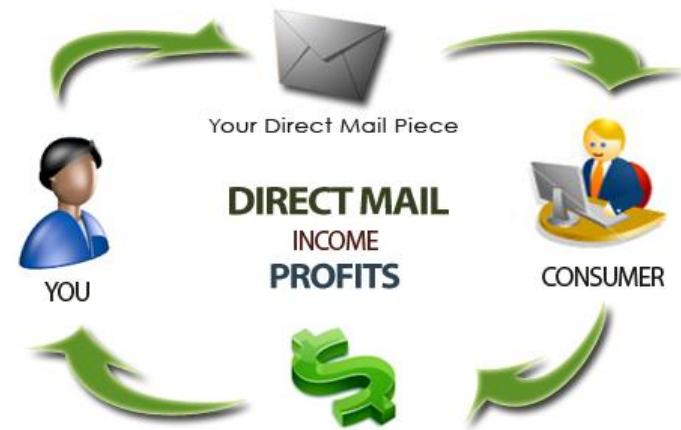 Your Direct Mail Piece
DIRECT MAIL
INCOME
PROFITS
YOU
CONSUMER